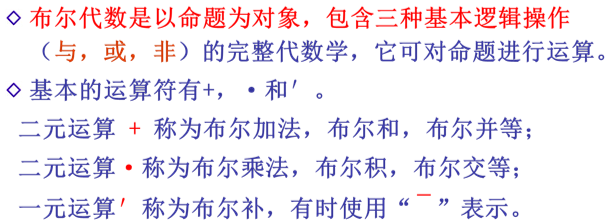 ◇ 布尔代数是以命题为对象，包含三种基本逻辑操作
（与，或，非）的完整代数学，它可对命题进行运算。
◇ 基本的运算符有+，·和′。
二元运算 + 称为布尔加法，布尔和，布尔并等；
二元运算·称为布尔乘法，布尔积，布尔交等；
一元运算′称为布尔补，有时使用“¯”表示。